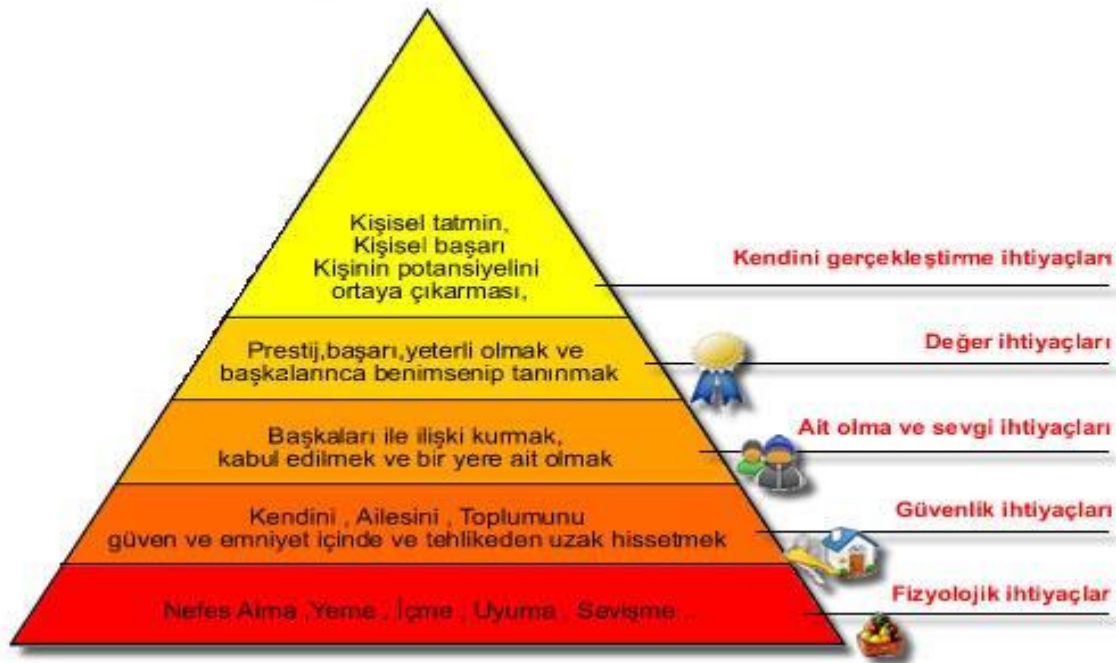 Kişisel tatmin,
Kişisel başarı
Kişinin potansiyelini
ortaya çıkarması,
Kendini gerçekleştirme ihtiyaçları
Prestij,başarı,yeterli olmak ve
başkalarınca benimsenip tanınmak
Değer ihtiyaçları
Başkaları ile ilişki kurmak,
kabul edilmek ve bir yere ait olmak
Ait olma ve sevgi ihtiyaçları
Kendini , Ailesini , Toplumunu
güven ve emniyet içinde ve tehlikeden uzak hissetmek
Güvenlik ihtiyaçları
Nefes Alma ,Yeme , İçme , Uyuma , Sevişme...
Fizyolojik ihtiyaçlar